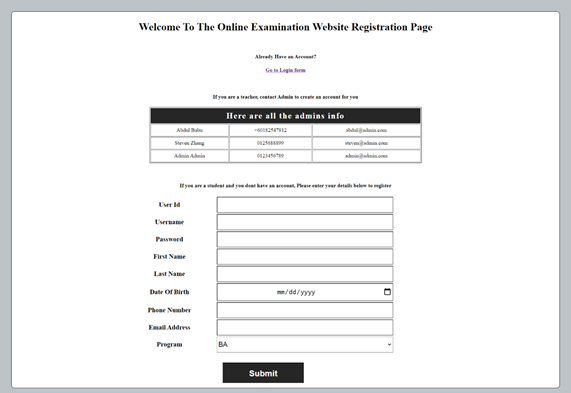 Welcome To The Online Examination Website Registration Page
Already Have an Account?
Go to Login form
If you are a teacher, contact Admin to create an account for you
Here are all the admins info
Abdul Baba +60182547812 abdul@admin.com
Steven Zhang 0125688899 steven@admin.com
Admin Admin 0123456789 admin@admin.com
If you are a student and you dont have an account, Please enter your details below to register
User Id
Username
Password
First Name
Last Name
Date Of Birth mm/dd/yyyy
Phone Number
Email Address
Program BA
Submit